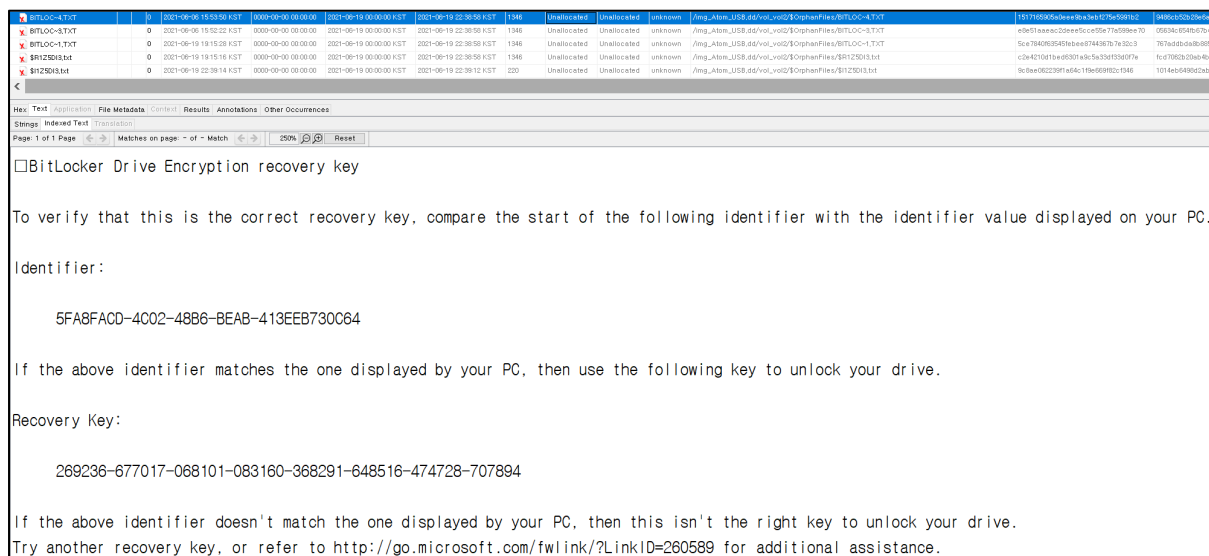 BITLOC~4.TXT 0 2021-06-06 15:53:50 KST 0000-00-00 00:00:00 2021-06-19 00:00:00 KST 2021-06-19 22:38:58 KST 1346 Unallocated Unallocated unknown /img_Atom_USB.dd/vol_vol2/$OrphanFiles/BITLOC~4.TXT
BITLOC~3.TXT 0 2021-06-06 15:52:22 KST 0000-00-00 00:00:00 2021-06-19 00:00:00 KST 2021-06-19 22:38:58 KST 1346 Unallocated Unallocated unknown /img_Atom_USB.dd/vol_vol2/$OrphanFiles/BITLOC~3.TXT
BITLOC~1.TXT 0 2021-06-19 19:15:28 KST 0000-00-00 00:00:00 2021-06-19 00:00:00 KST 2021-06-19 22:38:58 KST 1346 Unallocated Unallocated unknown /img_Atom_USB.dd/vol_vol2/$OrphanFiles/BITLOC~1.TXT
$R1Z5DI3.txt 0 2021-06-19 19:15:16 KST 0000-00-00 00:00:00 2021-06-19 00:00:00 KST 2021-06-19 22:38:58 KST 1346 Unallocated Unallocated unknown /img_Atom_USB.dd/vol_vol2/$OrphanFiles/$R1Z5DI3.txt
$I1Z5DI3.txt 0 2021-06-19 22:39:14 KST 0000-00-00 00:00:00 2021-06-19 00:00:00 KST 2021-06-19 22:39:12 KST 220 Unallocated Unallocated unknown /img_Atom_USB.dd/vol_vol2/$OrphanFiles/$I1Z5DI3.txt
Hex Text Application File Metadata Context Results Annotations Other Occurrences
Strings Indexed Text Translation
Page: 1 of 1 Page Matches on page: - of - Match 250% Reset
□BitLocker Drive Encryption recovery key
To verify that this is the correct recovery key, compare the start of the following identifier with the identifier value displayed on your PC.
Identifier:
5FA8FACD-4C02-48B6-BEAB-413EEB730C64
If the above identifier matches the one displayed by your PC, then use the following key to unlock your drive.
Recovery Key:
269236-677017-068101-083160-368291-648516-474728-707894
If the above identifier doesn't match the one displayed by your PC, then this isn't the right key to unlock your drive.
Try another recovery key, or refer to http://go.microsoft.com/fwlink/?LinkID=260589 for additional assistance.